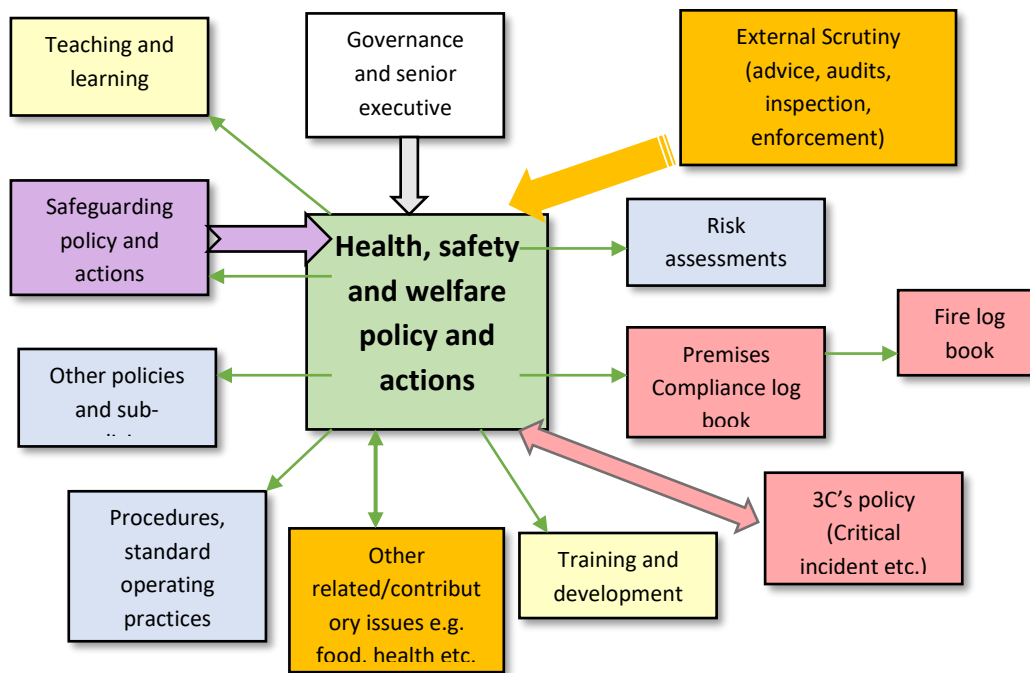 Teaching and
learning
Governance
and senior
executive
External Scrutiny
(advice, audits,
inspection,
enforcement)
Safeguarding
policy and
actions
Health, safety
and welfare
policy and
actions
Risk
assessments
Fire log
book
Premises
Compliance log
book
Other policies
and sub-
3C's policy
(Critical
incident etc.)
Procedures,
standard
operating
practices
Other
related/contribut
ory issues e.g.
food, health etc.
Training and
development